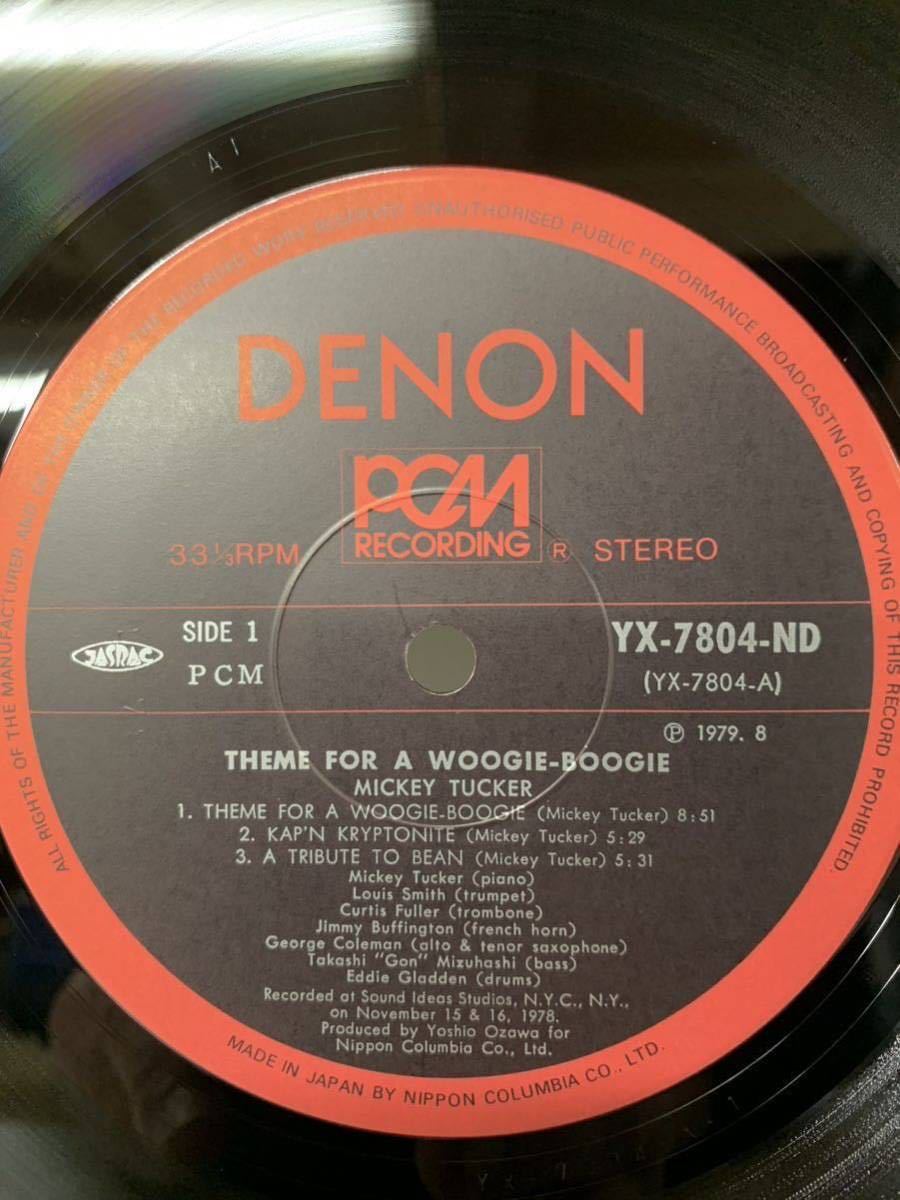 A 1
ALL RIGHTS OF THE MANUFACTURER AND OF THE OWNER OF THE RECORDED WORK RESERVED UNAUTHORISED PUBLIC PERFORMANCE BROADCASTING AND COPYING OF THIS RECORD PROHIBITED.
DENON
PCM
RECORDING
33 1/3 RPM ® STEREO
JASRAC
SIDE 1
PCM
YX-7804-ND
(YX-7804-A)
Ⓟ 1979. 8
THEME FOR A WOOGIE-BOOGIE
MICKEY TUCKER
1. THEME FOR A WOOGIE-BOOGIE (Mickey Tucker) 8:51
2. KAP'N KRYPTONITE (Mickey Tucker) 5:29
3. A TRIBUTE TO BEAN (Mickey Tucker) 5:31
Mickey Tucker (piano)
Louis Smith (trumpet)
Curtis Fuller (trombone)
Jimmy Buffington (french horn)
George Coleman (alto & tenor saxophone)
Takashi "Gon" Mizuhashi (bass)
Eddie Gladden (drums)
Recorded at Sound Ideas Studios, N.Y.C., N.Y.,
on November 15 & 16, 1978.
Produced by Yoshio Ozawa for
Nippon Columbia Co., Ltd.
MADE IN JAPAN BY NIPPON COLUMBIA CO., LTD.